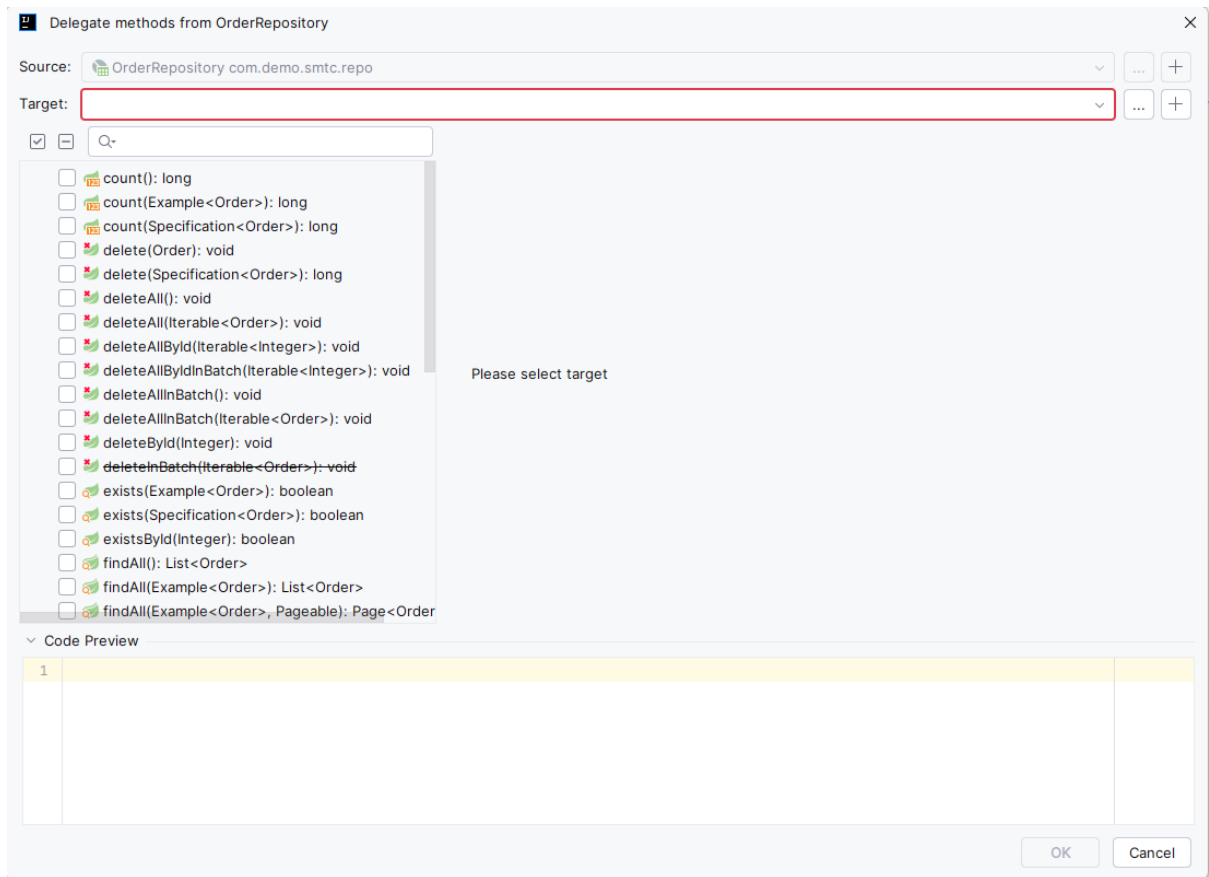 Delegate methods from OrderRepository
Source: OrderRepository com.demo.smtc.repo ...
Target: ...
count(): long
count(Example<Order>): long
count(Specification<Order>): long
delete(Order): void
delete(Specification<Order>): long
deleteAll(): void
deleteAll(Iterable<Order>): void
deleteAllById(Iterable<Integer>): void
deleteAllByIdInBatch(Iterable<Integer>): void
Please select target
deleteAllInBatch(): void
deleteAllInBatch(Iterable<Order>): void
deleteById(Integer): void
deleteInBatch(Iterable<Order>): void
exists(Example<Order>): boolean
exists(Specification<Order>): boolean
existsById(Integer): boolean
findAll(): List<Order>
findAll(Example<Order>): List<Order>
findAll(Example<Order>, Pageable): Page<Order
Code Preview
1
OK Cancel